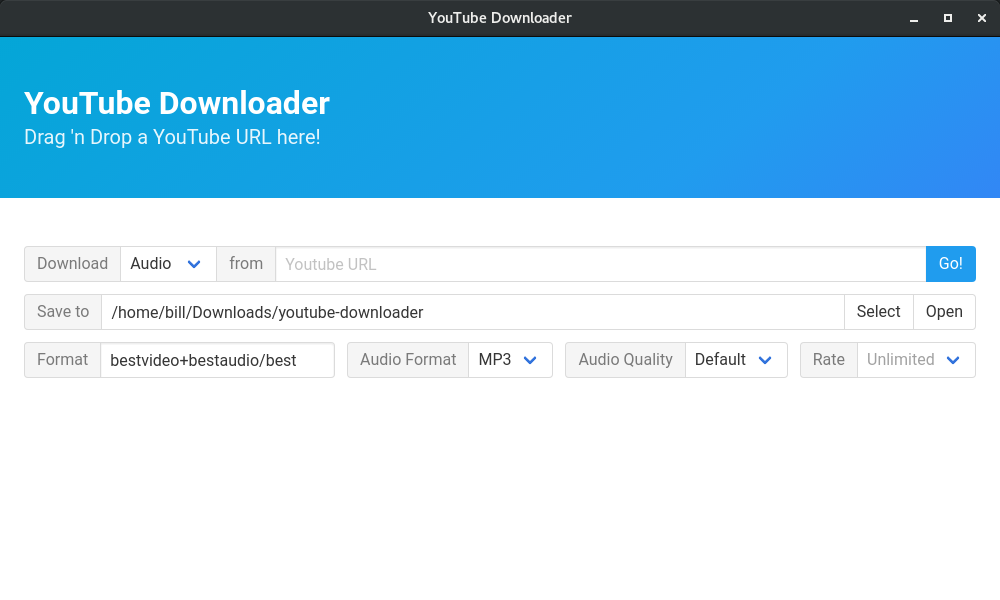 YouTube Downloader
YouTube Downloader
Drag 'n Drop a YouTube URL here!
Download Audio from Youtube URL Go!
Save to /home/bill/Downloads/youtube-downloader Select Open
Format bestvideo+bestaudio/best Audio Format MP3 Audio Quality Default Rate Unlimited